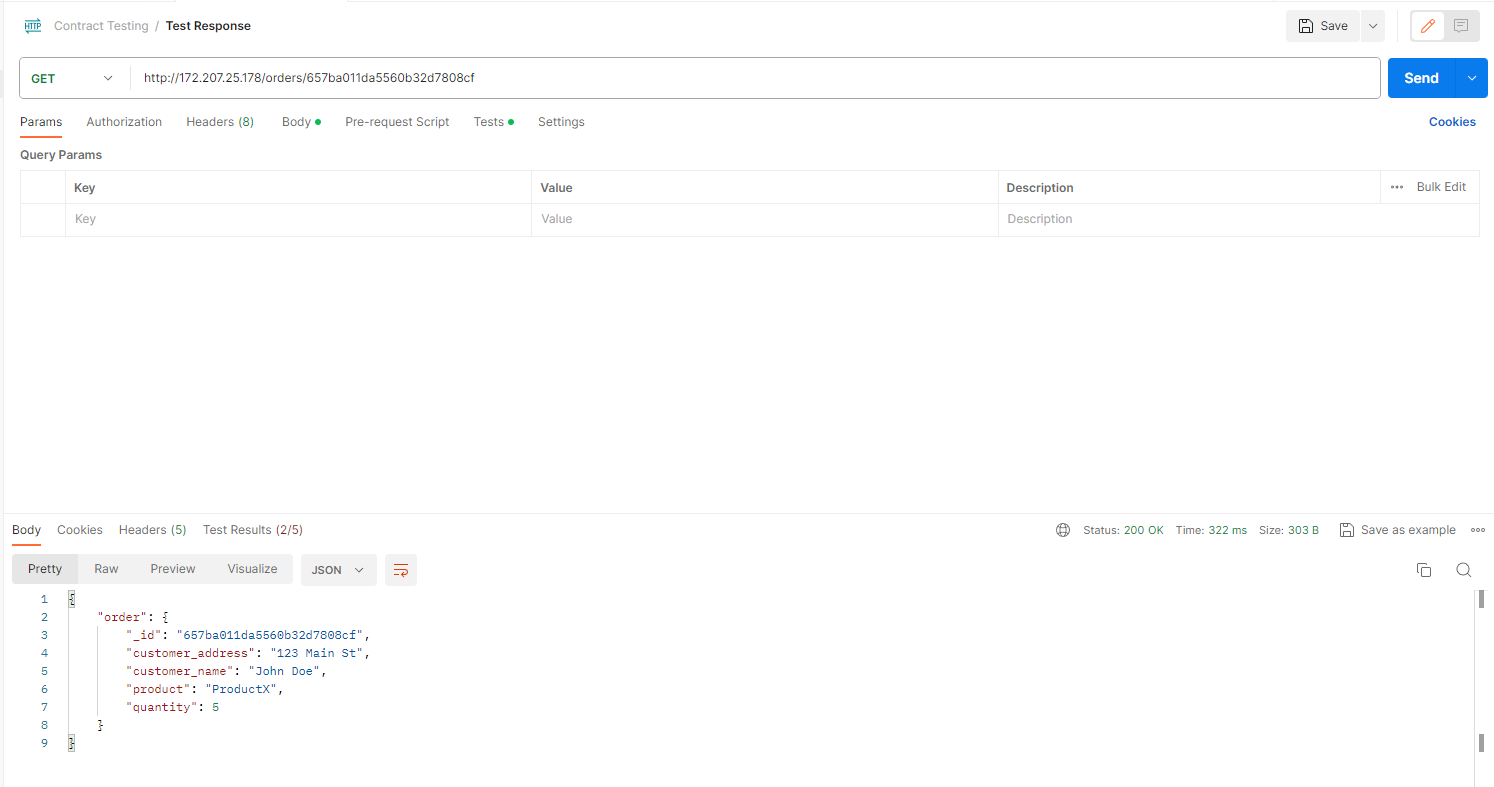 HTTP Contract Testing / Test Response Save
GET http://172.207.25.178/orders/657ba011da5560b32d7808cf Send
Params Authorization Headers (8) Body Pre-request Script Tests Settings Cookies
Query Params
Key Value Description ••• Bulk Edit
Key Value Description
Body Cookies Headers (5) Test Results (2/5) Status: 200 OK Time: 322 ms Size: 303 B Save as example
Pretty Raw Preview Visualize JSON
1 {
2 "order": {
3 "_id": "657ba011da5560b32d7808cf",
4 "customer_address": "123 Main St",
5 "customer_name": "John Doe",
6 "product": "ProductX",
7 "quantity": 5
8 }
9 }